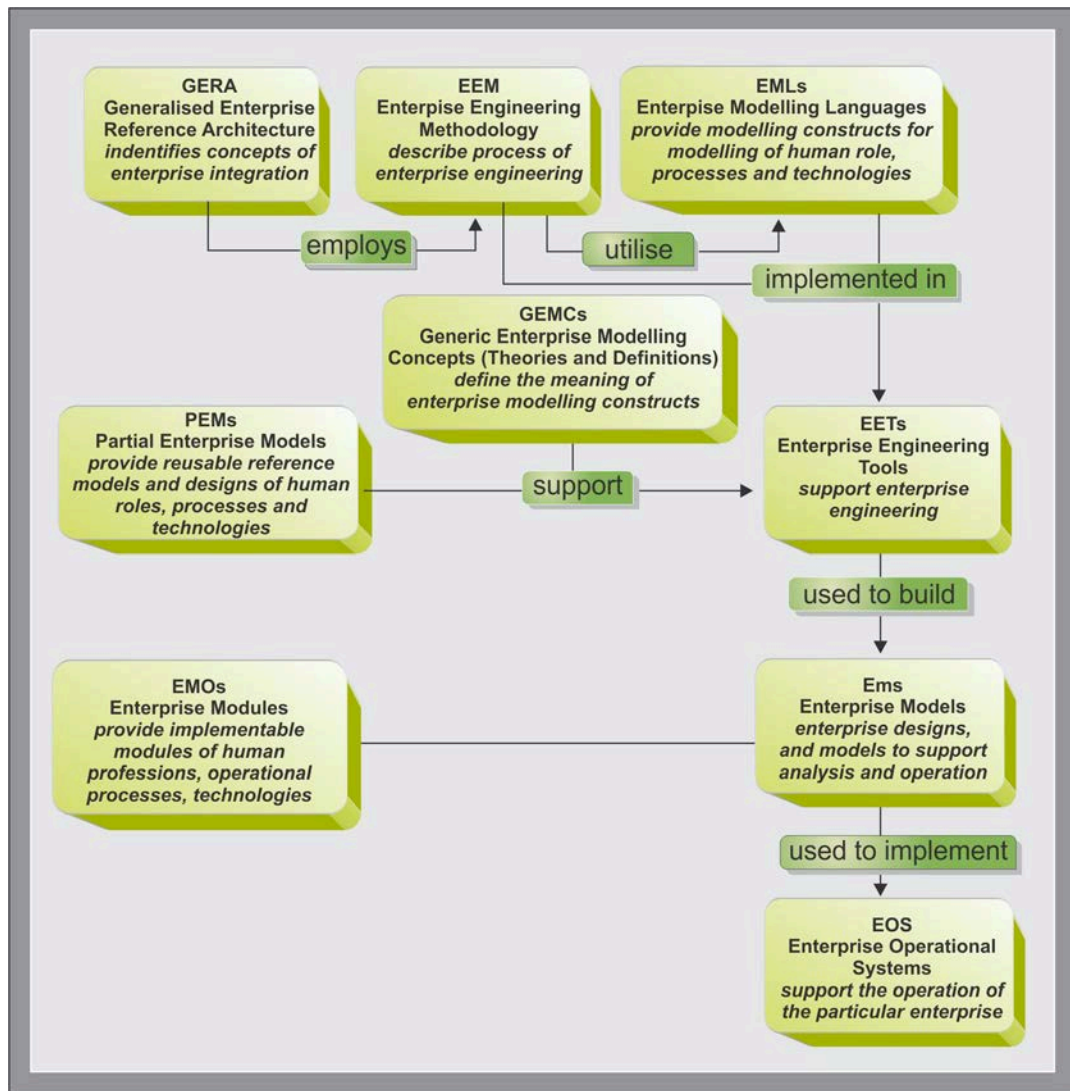 GERA
Generalised Enterprise
Reference Architecture
indentifies concepts of
enterprise integration
EEM
Enterpise Engineering
Methodology
describe process of
enterprise engineering
EMLs
Enterpise Modelling Languages
provide modelling constructs for
modelling of human role,
processes and technologies
employs
utilise
implemented in
GEMCs
Generic Enterprise Modelling
Concepts (Theories and Definitions)
define the meaning of
enterprise modelling constructs
PEMs
Partial Enterprise Models
provide reusable reference
models and designs of human
roles, processes and
technologies
support
EETs
Enterprise Engineering
Tools
support enterprise
engineering
used to build
EMOs
Enterprise Modules
provide implementable
modules of human
professions, operational
processes, technologies
Ems
Enterprise Models
enterprise designs,
and models to support
analysis and operation
used to implement
EOS
Enterprise Operational
Systems
support the operation of
the particular enterprise